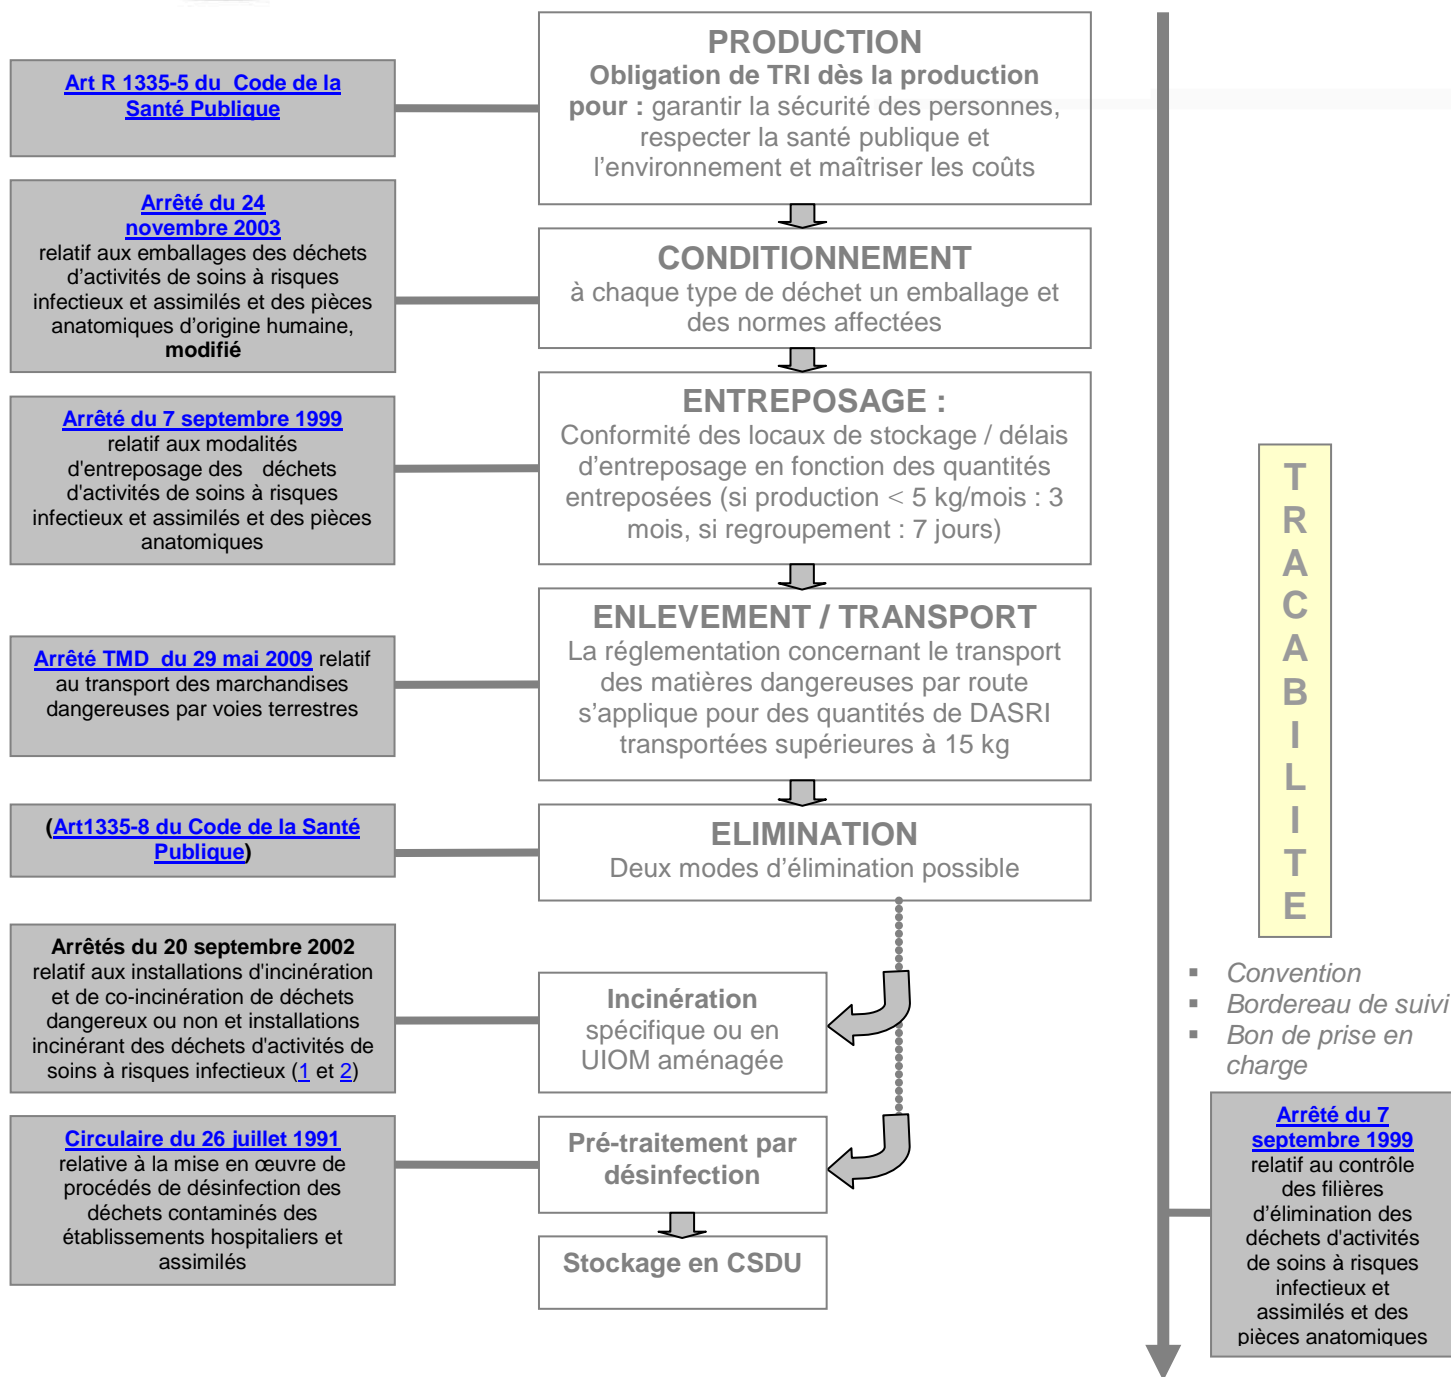 PRODUCTION
Obligation de TRI dès la production
pour : garantir la sécurité des personnes,
respecter la santé publique et
l'environnement et maîtriser les coûts
Art R 1335-5 du Code de la
Santé Publique
Arrêté du 24
novembre 2003
relatif aux emballages des déchets
d'activités de soins à risques
infectieux et assimilés et des pièces
anatomiques d'origine humaine,
modifié
CONDITIONNEMENT
à chaque type de déchet un emballage et
des normes affectées
Arrêté du 7 septembre 1999
relatif aux modalités
d'entreposage des déchets
d'activités de soins à risques
infectieux et assimilés et des pièces
anatomiques
ENTREPOSAGE :
Conformité des locaux de stockage / délais
d'entreposage en fonction des quantités
entreposées (si production < 5 kg/mois : 3
mois, si regroupement : 7 jours)
Arrêté TMD du 29 mai 2009 relatif
au transport des marchandises
dangereuses par voies terrestres
ENLEVEMENT / TRANSPORT
La réglementation concernant le transport
des matières dangereuses par route
s'applique pour des quantités de DASRI
transportées supérieures à 15 kg
(Art1335-8 du Code de la Santé
Publique)
ELIMINATION
Deux modes d'élimination possible
Arrêtés du 20 septembre 2002
relatif aux installations d'incinération
et de co-incinération de déchets
dangereux ou non et installations
incinérant des déchets d'activités de
soins à risques infectieux (1 et 2)
Incinération
spécifique ou en
UIOM aménagée
Circulaire du 26 juillet 1991
relative à la mise en œuvre de
procédés de désinfection des
déchets contaminés des
établissements hospitaliers et
assimilés
Pré-traitement par
désinfection
Stockage en CSDU
T
R
A
C
A
B
I
L
I
T
E
▪ Convention
▪ Bordereau de suivi
▪ Bon de prise en
charge
Arrêté du 7
septembre 1999
relatif au contrôle
des filières
d'élimination des
déchets d'activités
de soins à risques
infectieux et
assimilés et des
pièces anatomiques